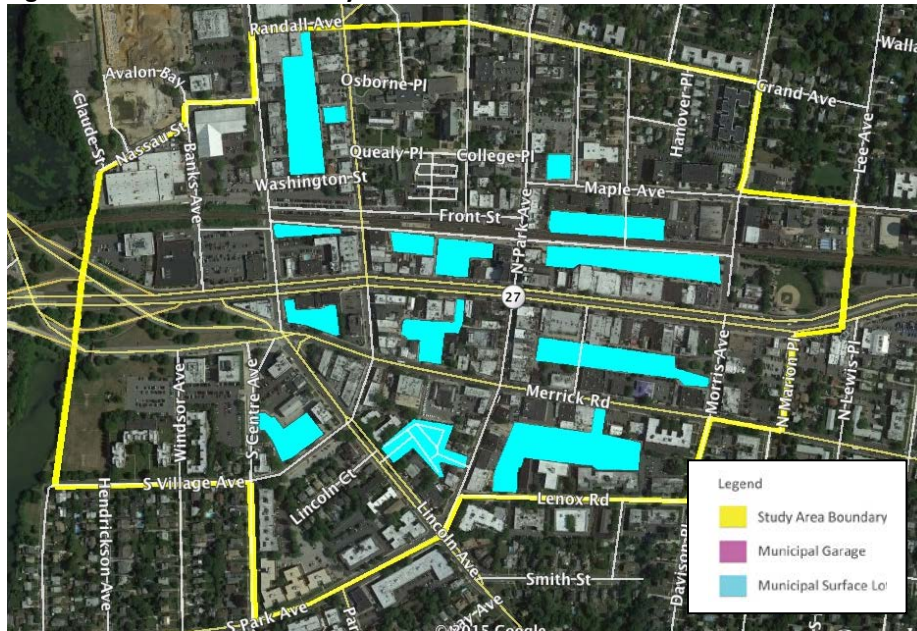 Randall Ave
Walla
Avalon Bay
Osborne Pl
Grand Ave
Claude St
Nassau St
Banks Ave
Hanover Pl
Lee Ave
Quealy Pl
College Pl
Washington St
Maple Ave
Front St
N Park Ave
27
Merrick Rd
Morris Ave
N Marion Pl
N Lewis Pl
Windsor Ave
S Centre Ave
S Village Ave
Hendrickson Ave
Lincoln Ct
Lincoln Ave
Lenox Rd
Davison Pl
Smith St
S Park Ave
Par
ay Ave
©2015 Google
S
Legend
Study Area Boundary
Municipal Garage
Municipal Surface Lot